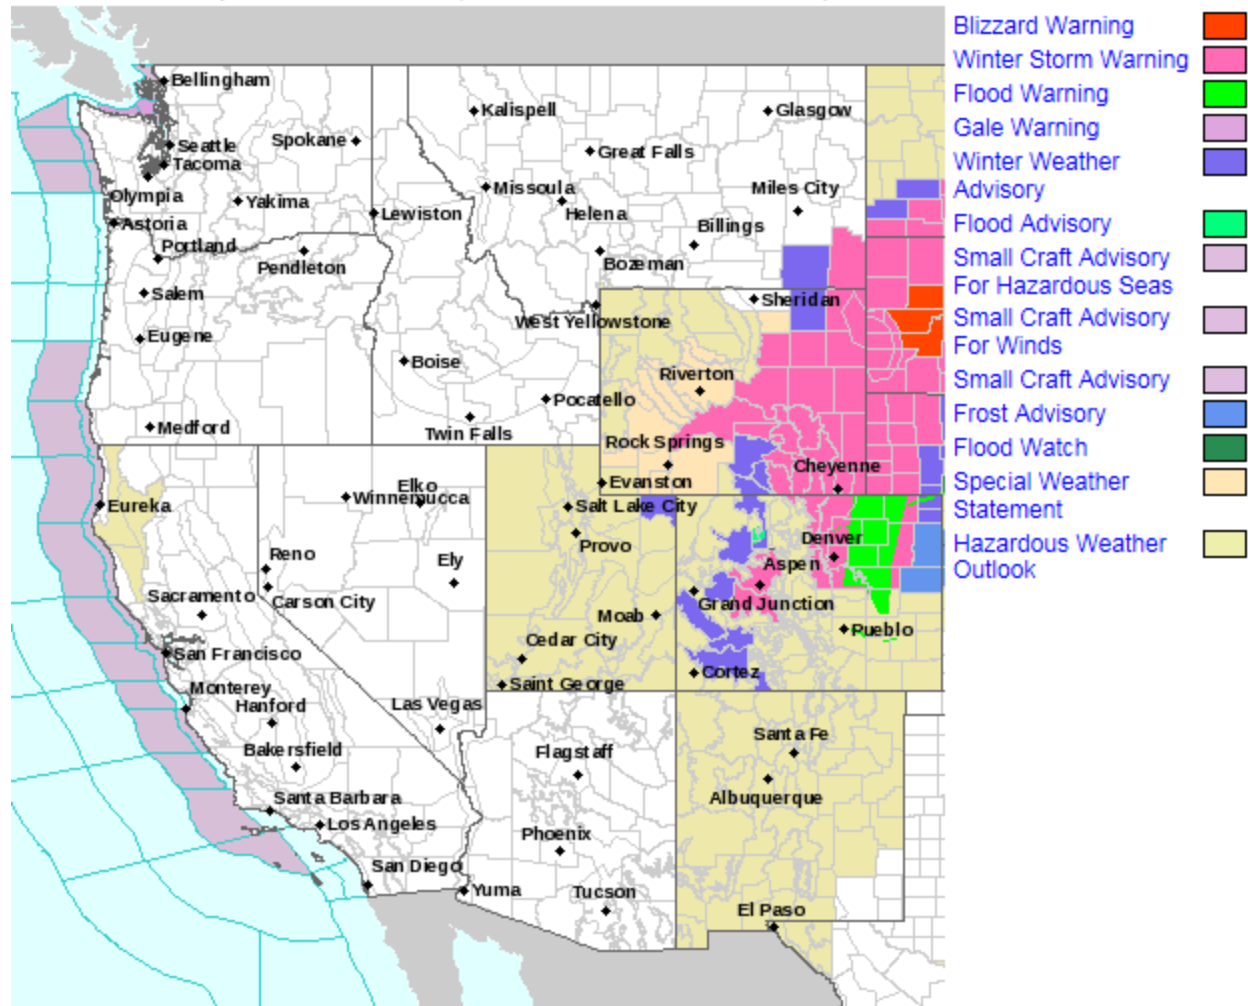 Bellingham
Kalispell
Glasgow
Seattle
Spokane
Great Falls
Tacoma
Olympia
Yakima
Missoula
Miles City
Lewiston
Helena
Astoria
Billings
Portland
Pendleton
Bozeman
Salem
Sheridan
Eugene
West Yellowstone
Boise
Riverton
Pocatello
Medford
Twin Falls
Rock Springs
Cheyenne
Evanston
Elko
Winnemucca
Eureka
Salt Lake City
Provo
Denver
Reno
Ely
Aspen
Sacramento
Carson City
Grand Junction
Moab
Pueblo
San Francisco
Cedar City
Cortez
Saint George
Monterey
Hanford
Las Vegas
Santa Fe
Bakersfield
Flagstaff
Santa Barbara
Albuquerque
Los Angeles
Phoenix
San Diego
Yuma
Tucson
El Paso
Blizzard Warning
Winter Storm Warning
Flood Warning
Gale Warning
Winter Weather
Advisory
Flood Advisory
Small Craft Advisory
For Hazardous Seas
Small Craft Advisory
For Winds
Small Craft Advisory
Frost Advisory
Flood Watch
Special Weather
Statement
Hazardous Weather
Outlook